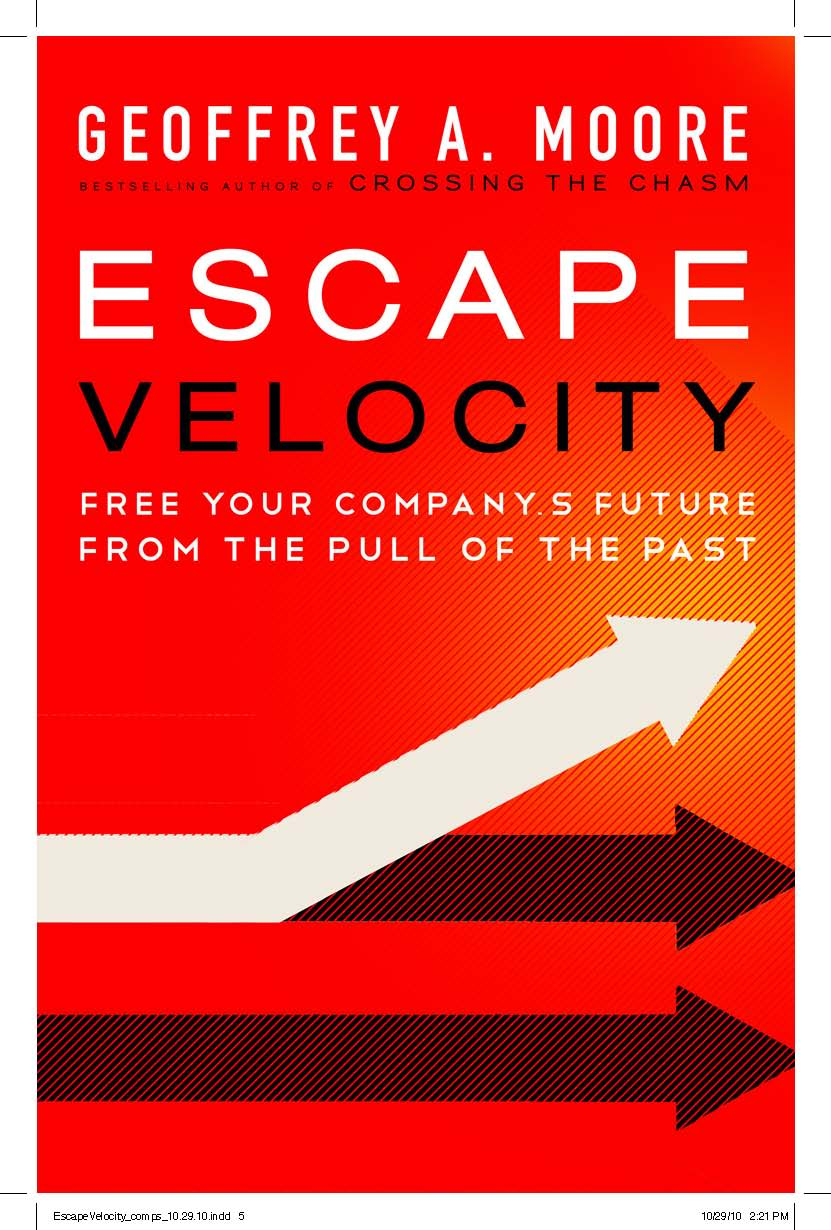 GEOFFREY A. MOORE
BESTSELLING AUTHOR OF CROSSING THE CHASM
ESCAPE
VELOCITY
FREE YOUR COMPANY.S FUTURE
FROM THE PULL OF THE PAST
EscapeVelocity_comps_10.29.10.indd 5 10/29/10 2:21 PM